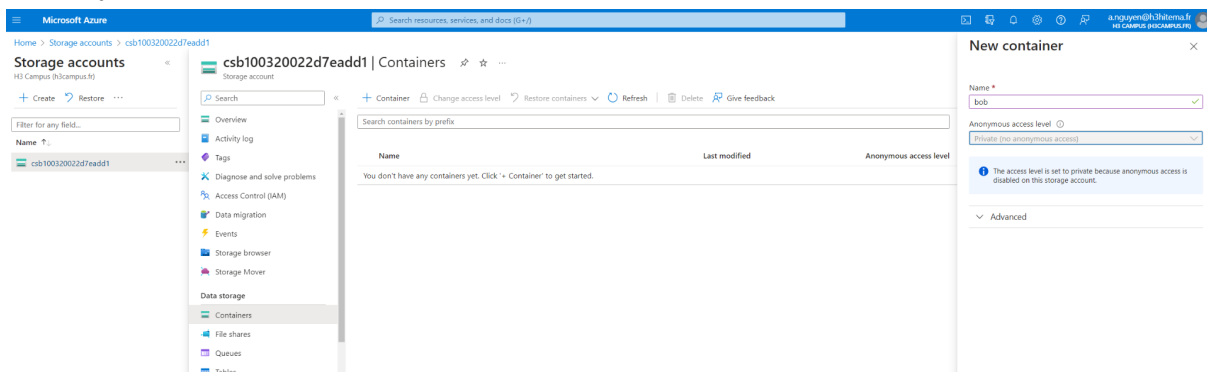 Microsoft Azure
Search resources, services, and docs (G+/)
a.nguyen@h3hitema.fr
H3 CAMPUS (H3CAMPUS.FR)
Home > Storage accounts > csb100320022d7eadd1
Storage accounts
H3 Campus (h3campus.fr)
+ Create Restore ...
Filter for any field...
Name ↑↓
csb100320022d7eadd1 ...
csb100320022d7eadd1 | Containers ...
Storage account
Search
Overview
Activity log
Tags
Diagnose and solve problems
Access Control (IAM)
Data migration
Events
Storage browser
Storage Mover
Data storage
Containers
File shares
Queues
Tables
+ Container Change access level Restore containers Refresh Delete Give feedback
Search containers by prefix
Name Last modified Anonymous access level
You don't have any containers yet. Click '+ Container' to get started.
New container
Name *
bob
Anonymous access level
Private (no anonymous access)
The access level is set to private because anonymous access is
disabled on this storage account.
Advanced